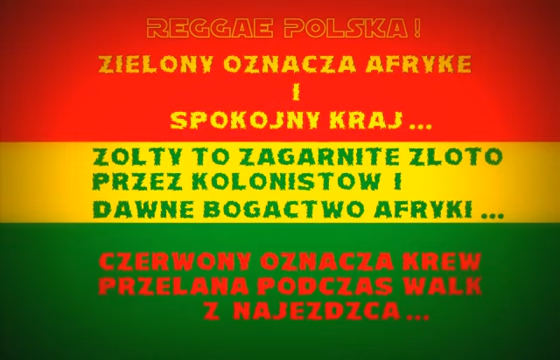 REGGAE POLSKA!
ZIELONY OZNACZA AFRYKE
I
SPOKOJNY KRAJ...
ZOLTY TO ZAGARNITE ZLOTO
PRZEZ KOLONISTOW I
DAWNE BOGACTWO AFRYKI...
CZERWONY OZNACZA KREW
PRZELANA PODCZAS WALK
Z NAJEZDZCA...